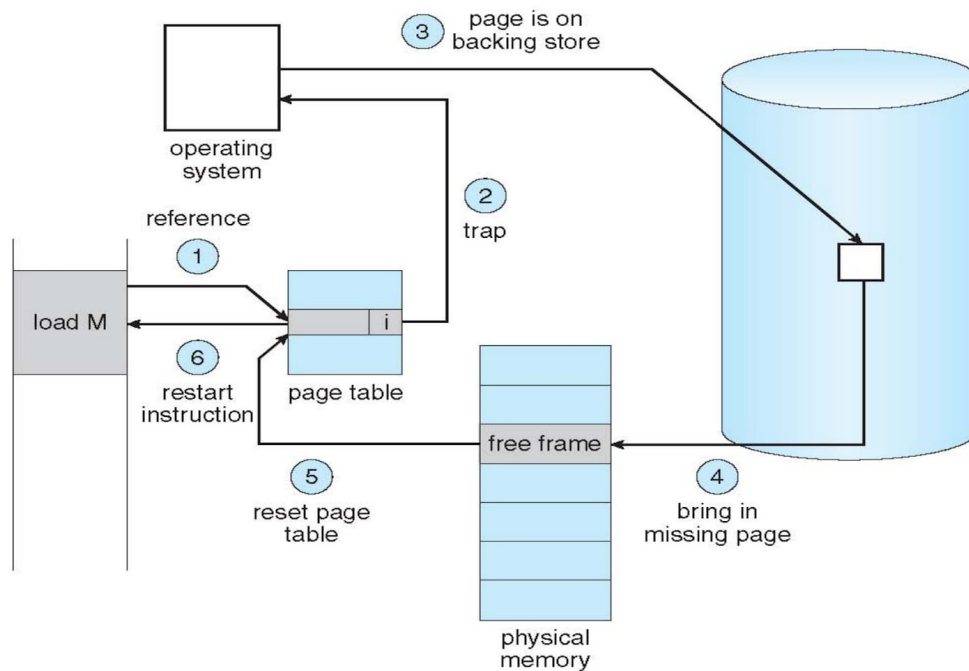 3
page is on
backing store
operating
system
2
trap
reference
1
load M
i
6
restart
instruction
page table
free frame
5
reset page
table
4
bring in
missing page
physical
memory